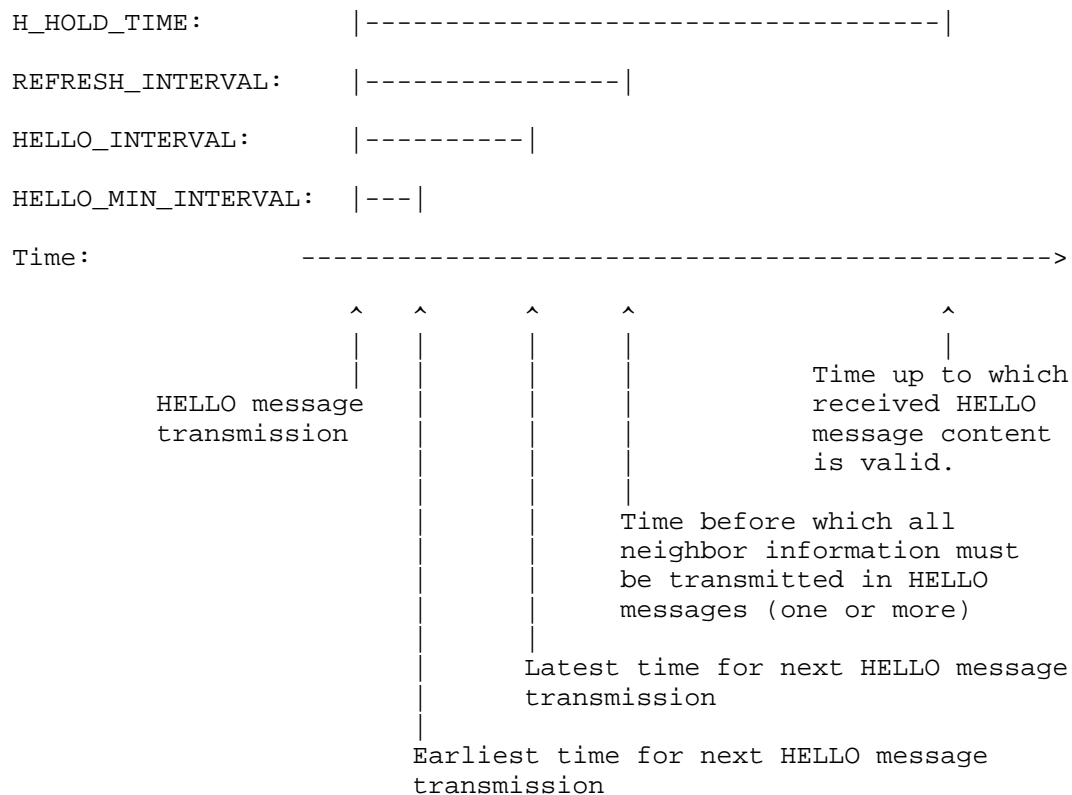 H_HOLD_TIME: |------------------------------------|
REFRESH_INTERVAL: |----------------|
HELLO_INTERVAL: |----------|
HELLO_MIN_INTERVAL: |---|
Time: ----------------------------------------------->
^ ^ ^ ^ ^
| | | | |
| | | | Time up to which
HELLO message | | | received HELLO
transmission | | | message content
| | | is valid.
| | |
| | Time before which all
| | neighbor information must
| | be transmitted in HELLO
| | messages (one or more)
| |
| Latest time for next HELLO message
| transmission
|
Earliest time for next HELLO message
transmission